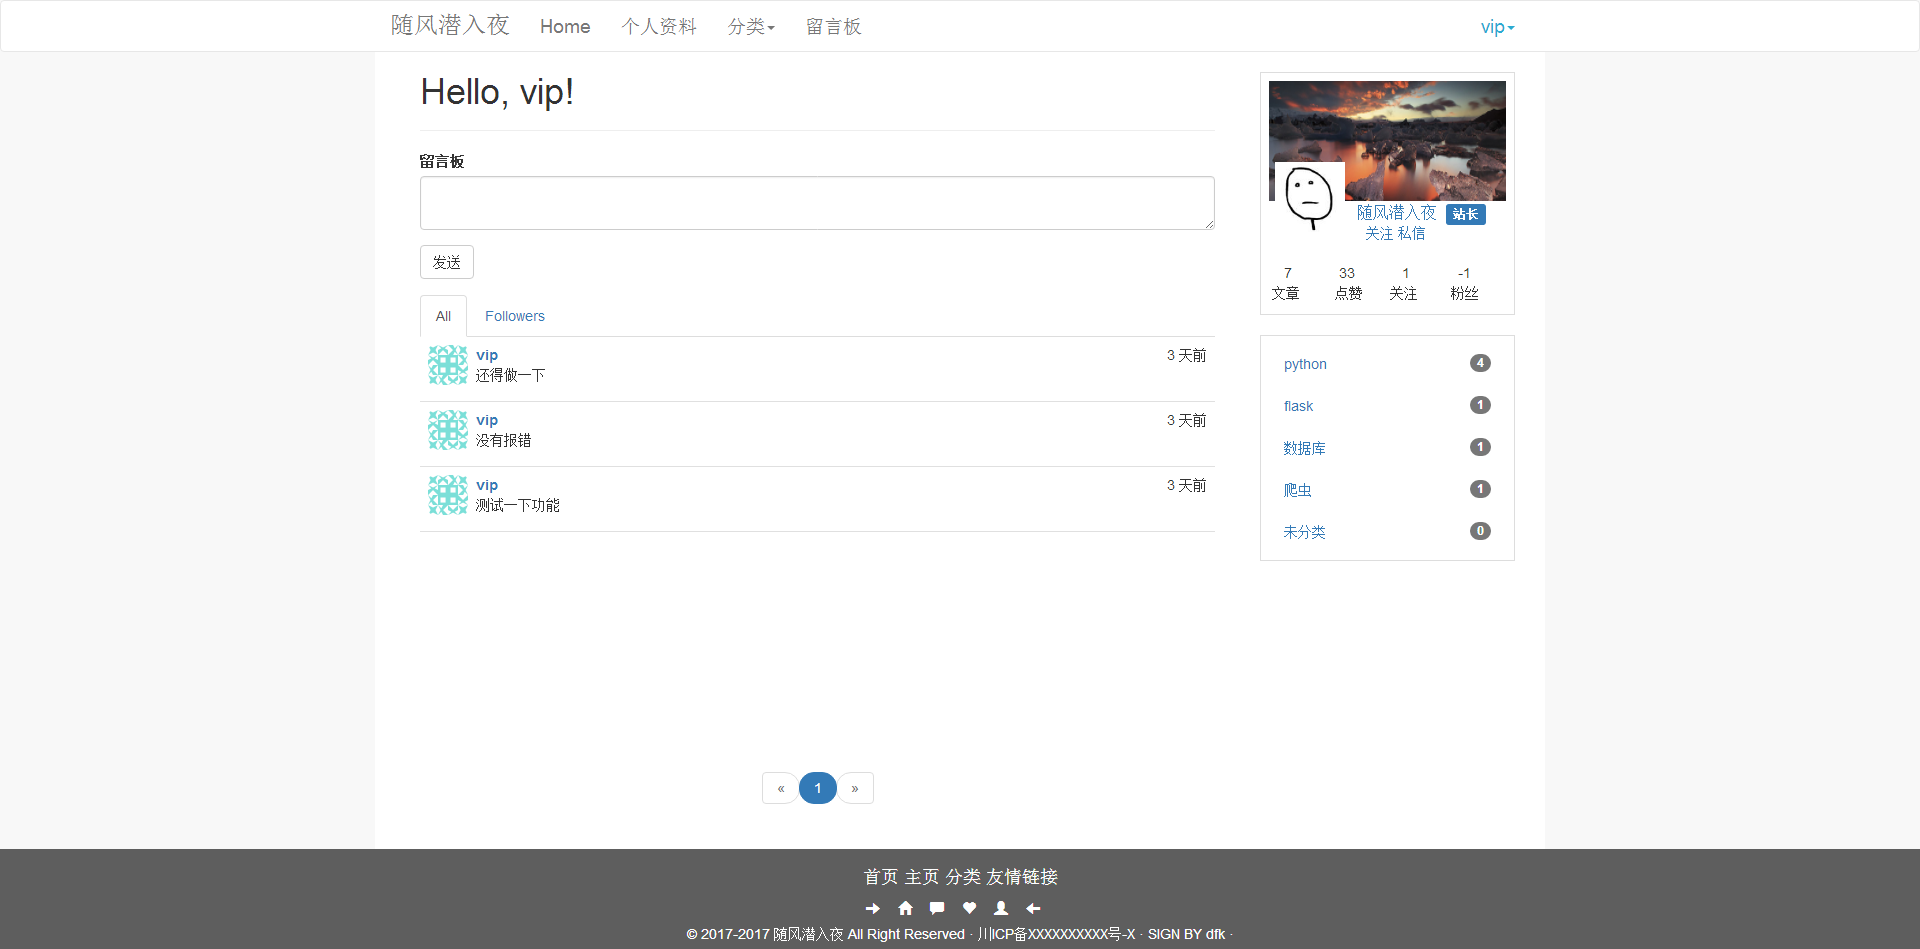 随风潜入夜 Home 个人资料 分类 留言板 vip
Hello, vip!
留言板
发送
All Followers
vip 3 天前
还得做一下
vip 3 天前
没有报错
vip 3 天前
测试一下功能
« 1 »
随风潜入夜 站长
关注 私信
7 33 1 -1
文章 点赞 关注 粉丝
python 4
flask 1
数据库 1
爬虫 1
未分类 0
首页 主页 分类 友情链接
© 2017-2017 随风潜入夜 All Right Reserved · 川ICP备XXXXXXXXXX号-X · SIGN BY dfk ·